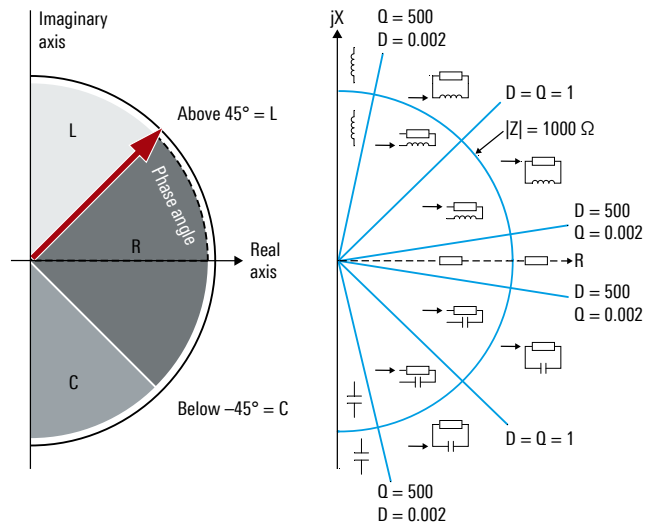 Imaginary
axis
L
Above 45° = L
Phase angle
R
Real
axis
C
Below –45° = C
jX
Q = 500
D = 0.002
D = Q = 1
|Z| = 1000 Ω
D = 500
Q = 0.002
R
D = 500
Q = 0.002
D = Q = 1
Q = 500
D = 0.002